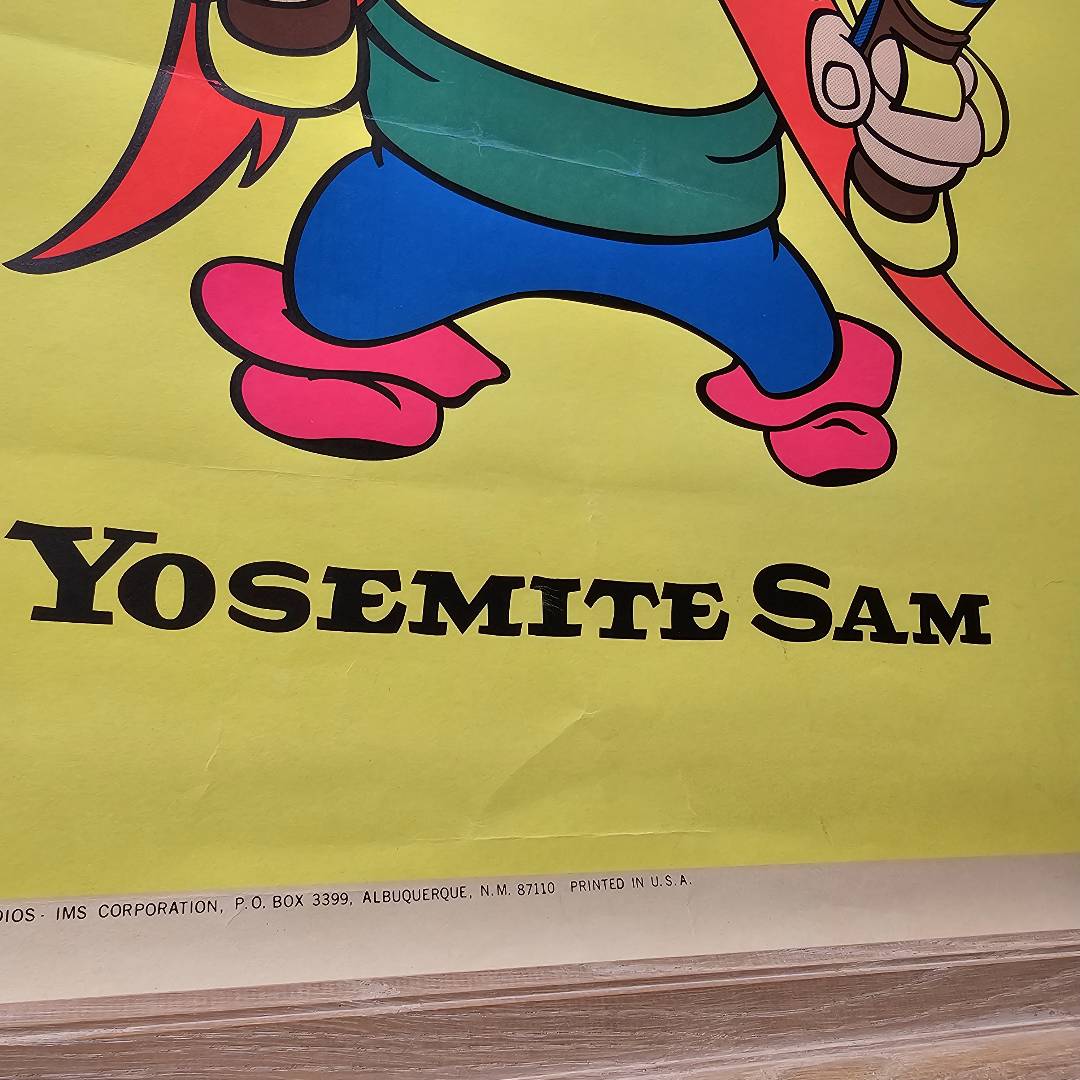 YOSEMITE SAM
IMS CORPORATION, P.O. BOX 3399, ALBUQUERQUE, N.M. 87110 PRINTED IN U.S.A.